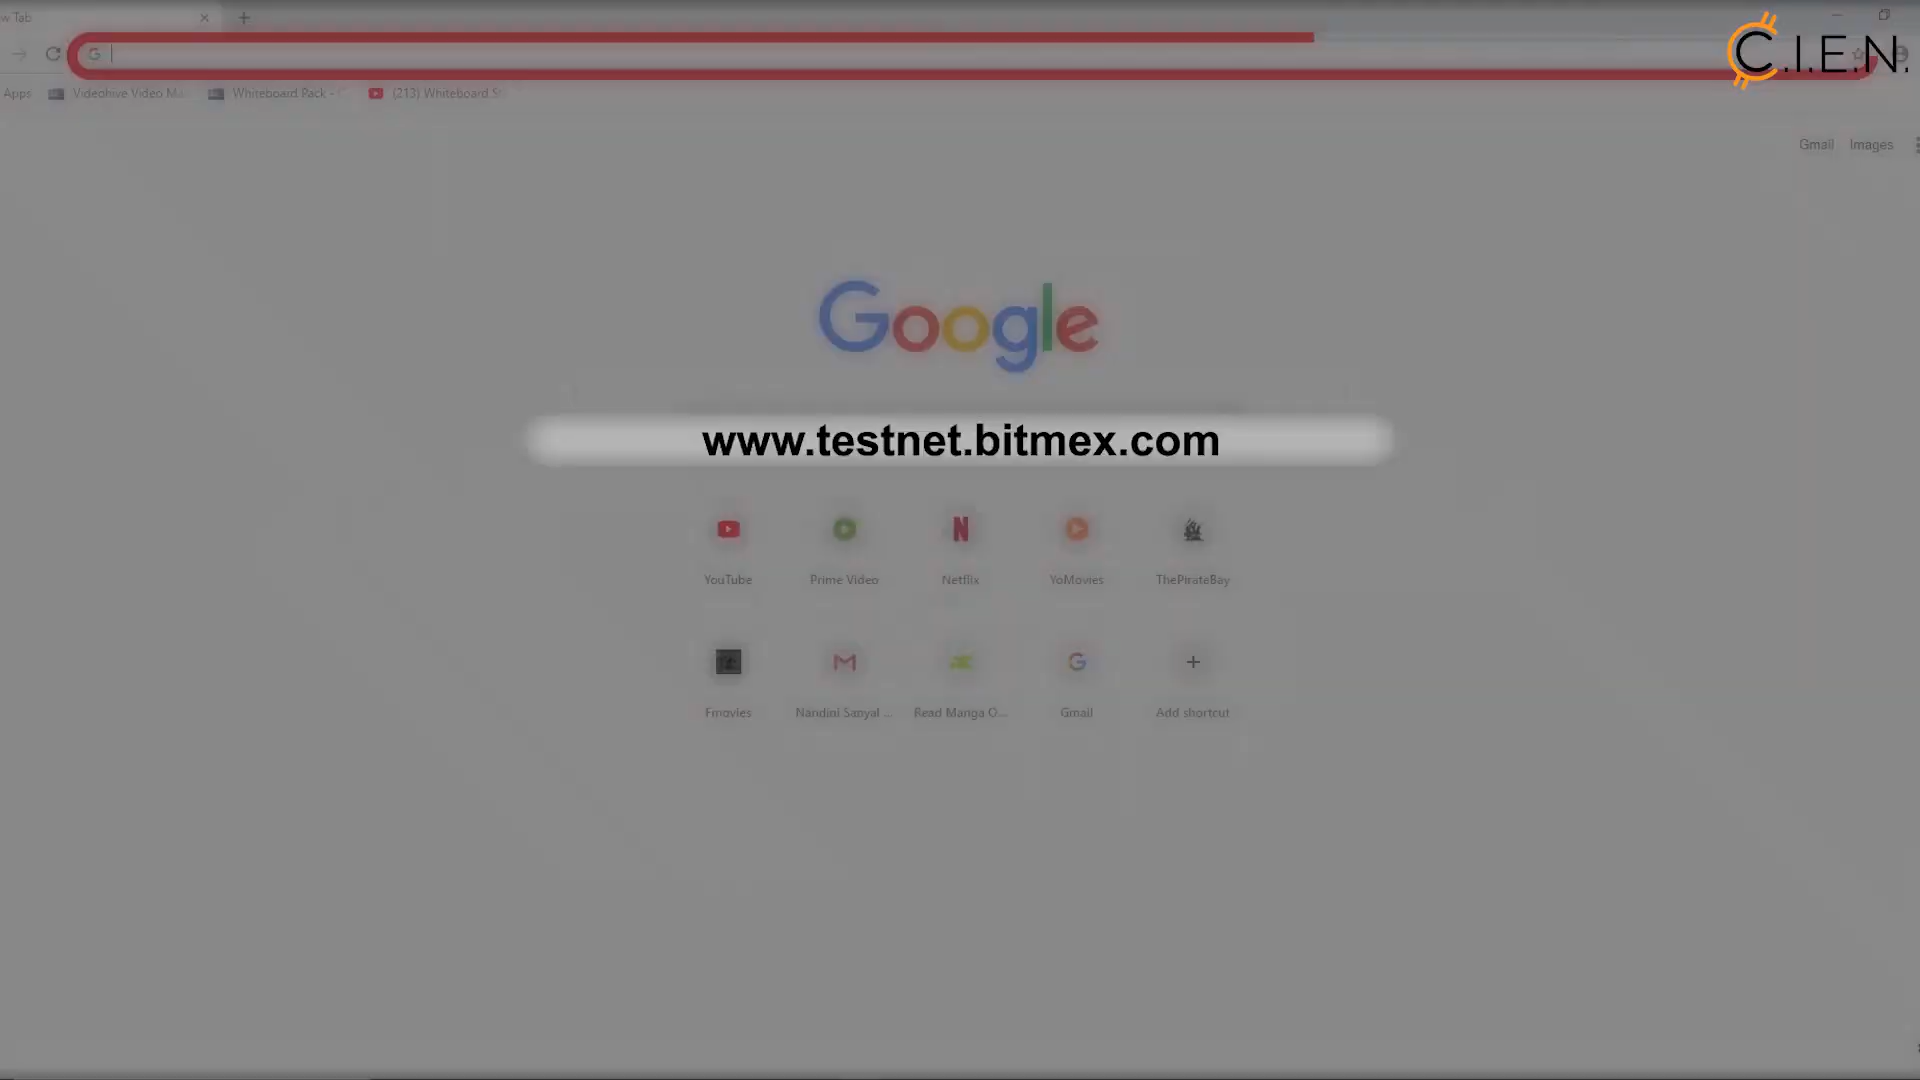 w Tab
C.I.E.N.
Apps
Videohive Video Ma
Whiteboard Pack -
(213) Whiteboard S
Gmail
Images
Google
www.testnet.bitmex.com
YouTube
Prime Video
Netflix
YoMovies
ThePirateBay
Fmovies
Nandini Sanyal ...
Read Manga O...
Gmail
Add shortcut